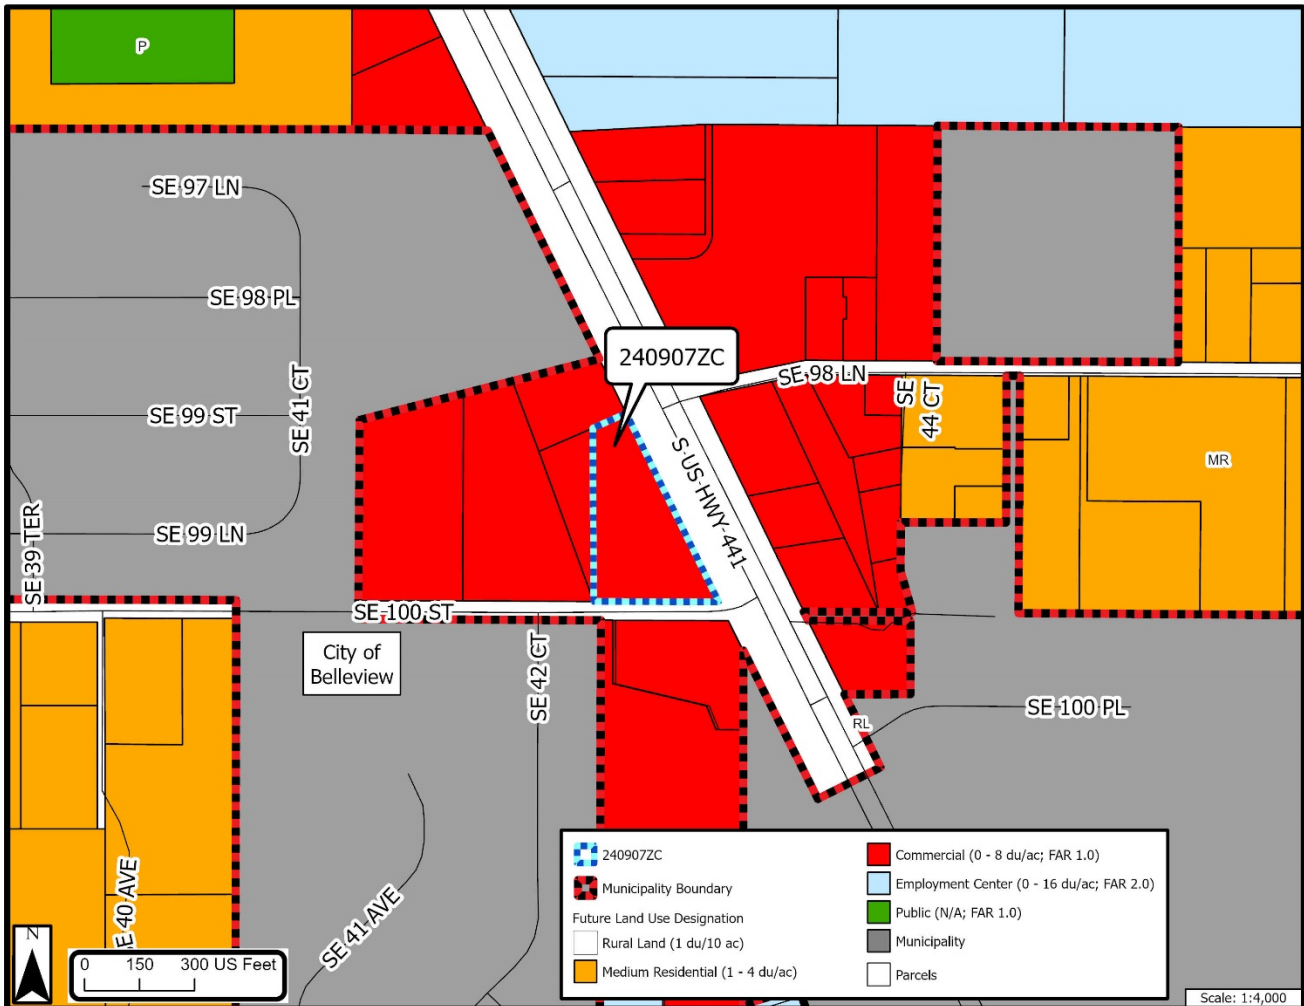 P
SE 97 LN
SE 98 PL
240907ZC
SE 98 LN
SE 41 CT
SE 99 ST
SE
44 CT
S US HWY 441
MR
SE 39 TER
SE 99 LN
SE 100 ST
City of
Belleview
SE 42 CT
RL
SE 100 PL
SE 40 AVE
SE 41 AVE
240907ZC
Municipality Boundary
Future Land Use Designation
Rural Land (1 du/10 ac)
Medium Residential (1 - 4 du/ac)
Commercial (0 - 8 du/ac; FAR 1.0)
Employment Center (0 - 16 du/ac; FAR 2.0)
Public (N/A; FAR 1.0)
Municipality
Parcels
N
0 150 300 US Feet
Scale: 1:4,000